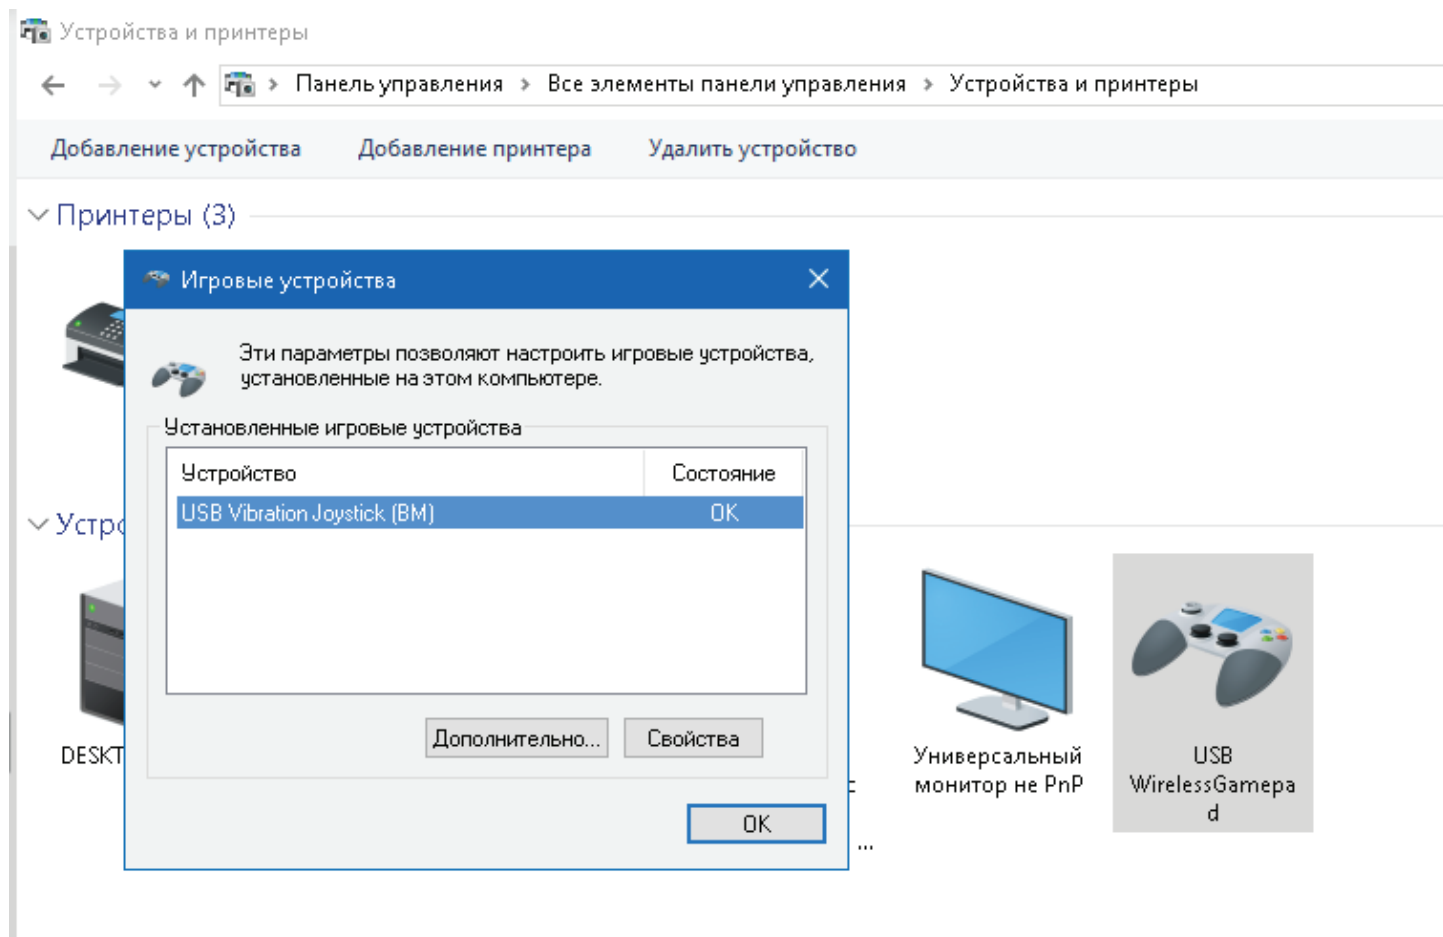 Устройства и принтеры
Панель управления > Все элементы панели управления > Устройства и принтеры
Добавление устройства Добавление принтера Удалить устройство
Принтеры (3)
Игровые устройства
Эти параметры позволяют настроить игровые устройства,
установленные на этом компьютере.
Установленные игровые устройства
Устройство Состояние
USB Vibration Joystick (BM) OK
Дополнительно... Свойства
OK
Универсальный
монитор не PnP
USB
WirelessGamepa
d
...